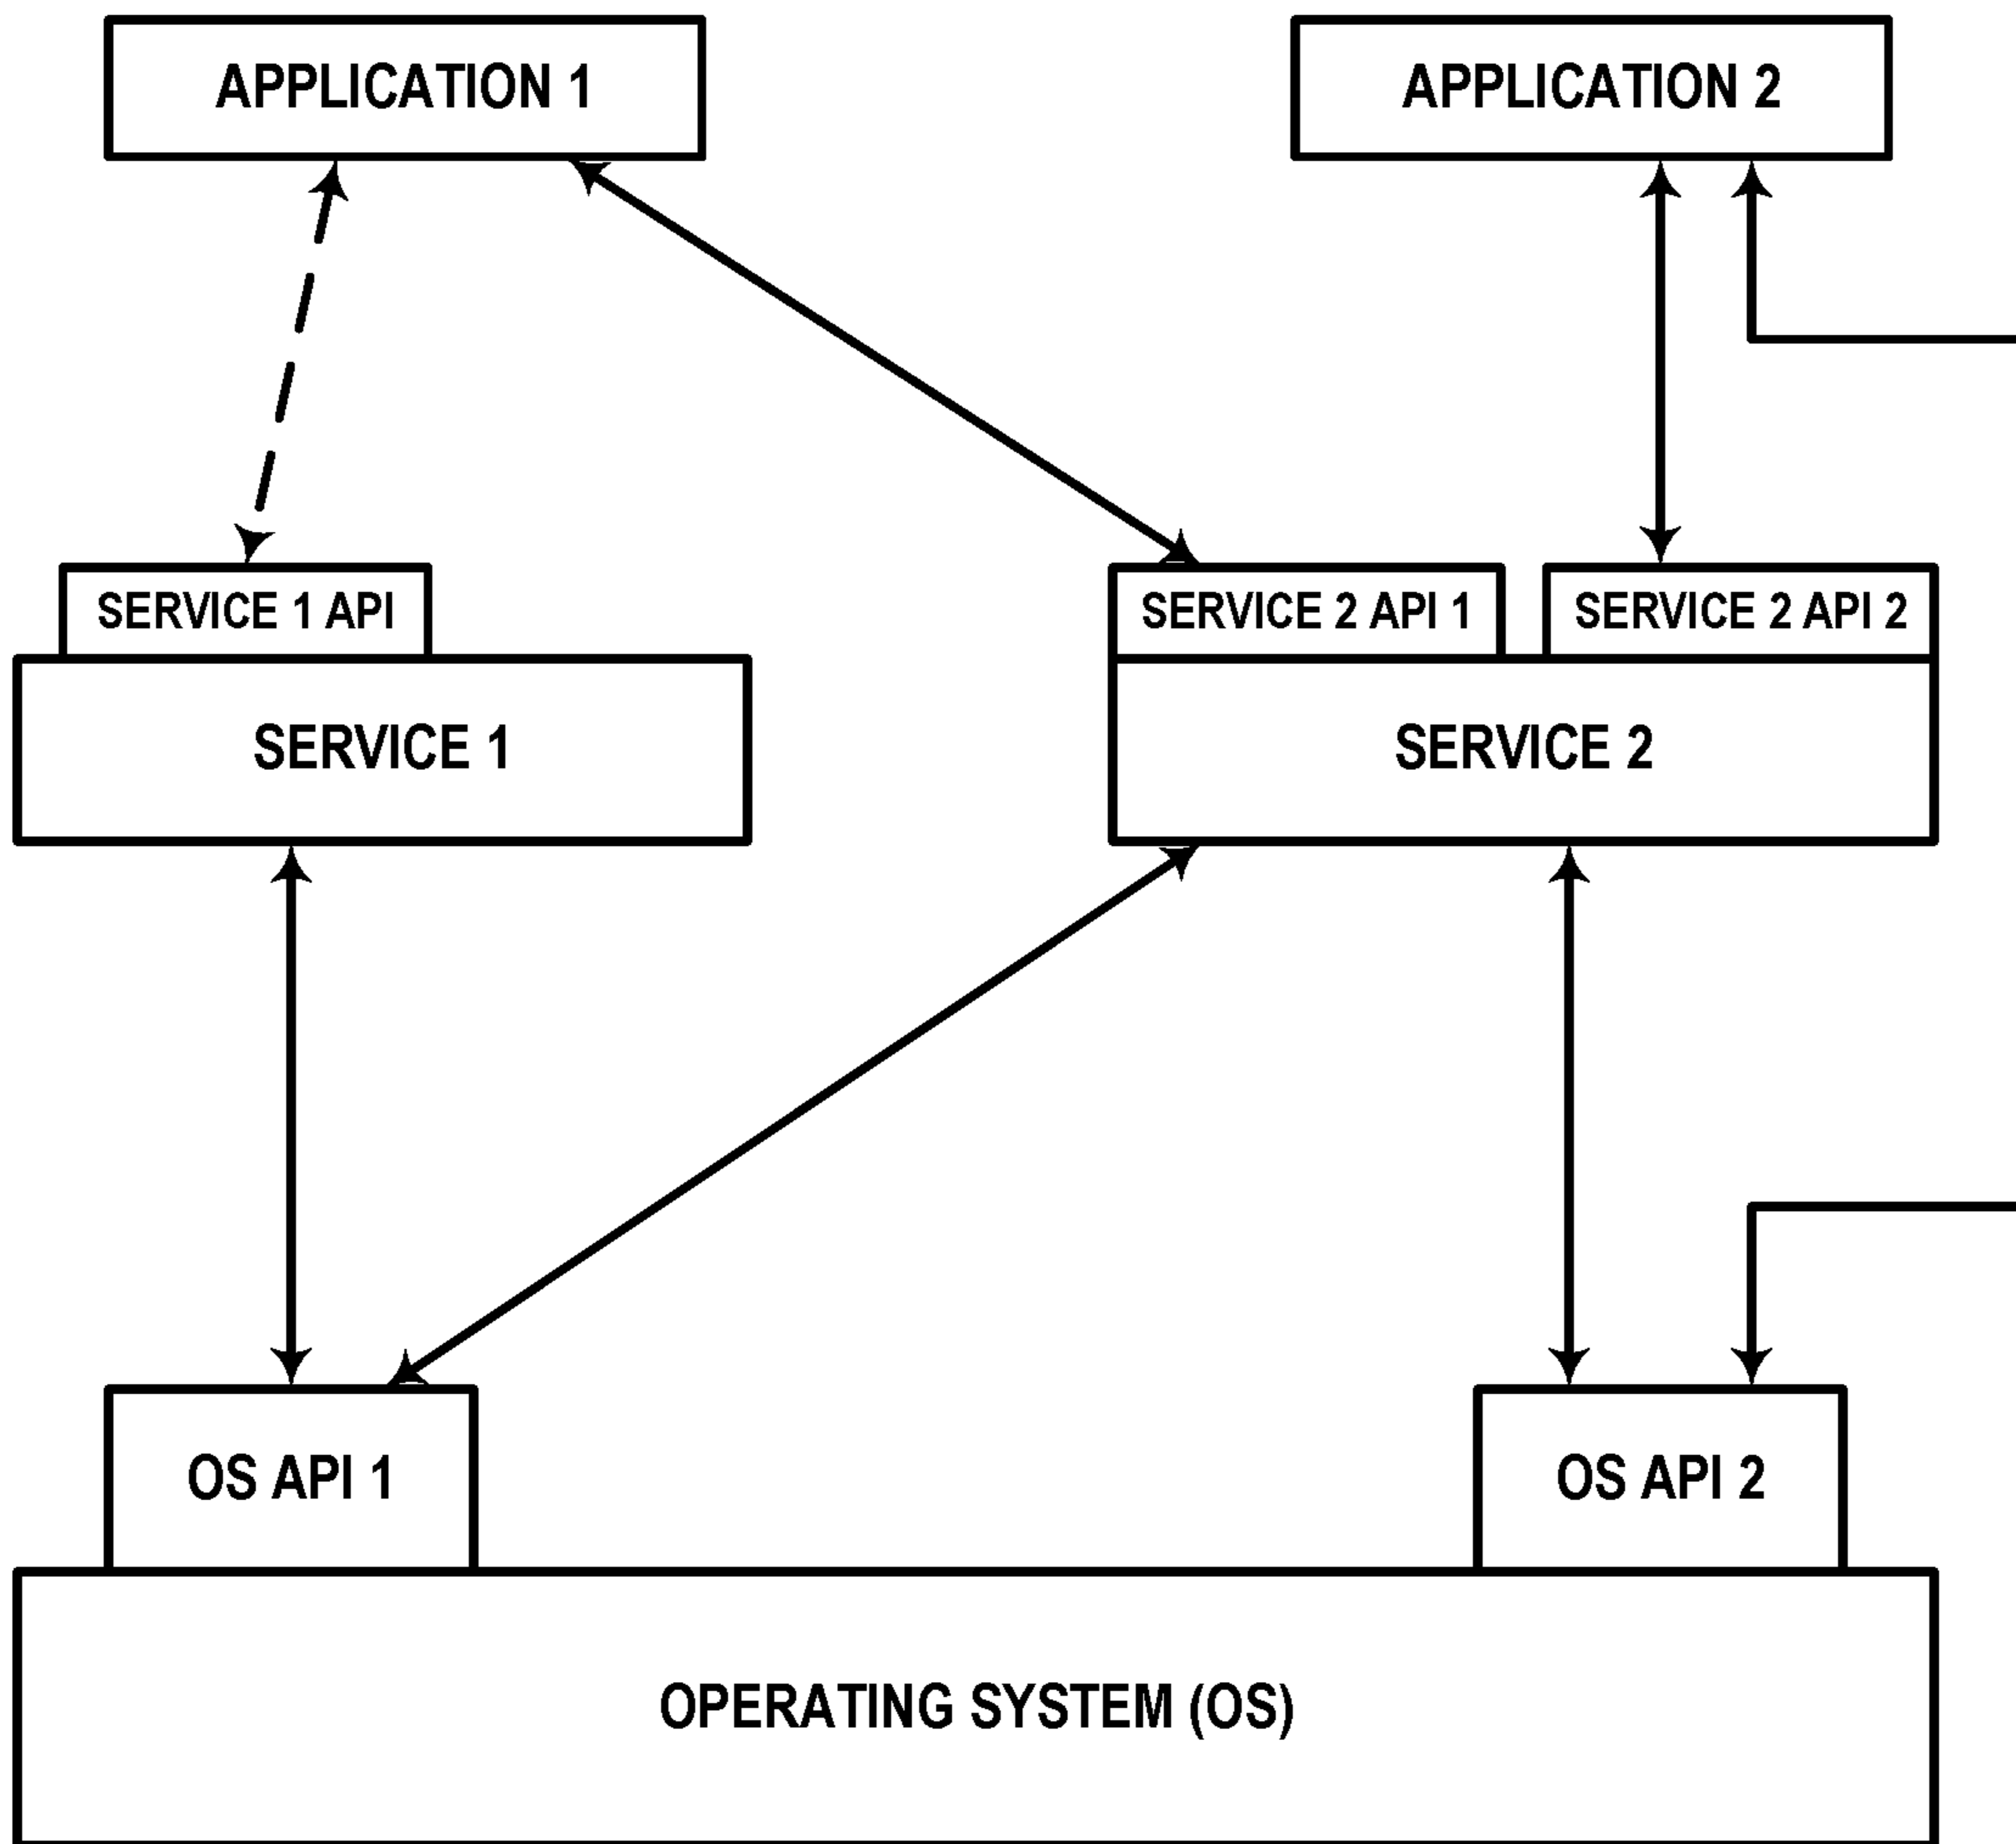 APPLICATION 1
APPLICATION 2
SERVICE 1 API
SERVICE 2 API 1
SERVICE 2 API 2
SERVICE 1
SERVICE 2
OS API 1
OS API 2
OPERATING SYSTEM (OS)